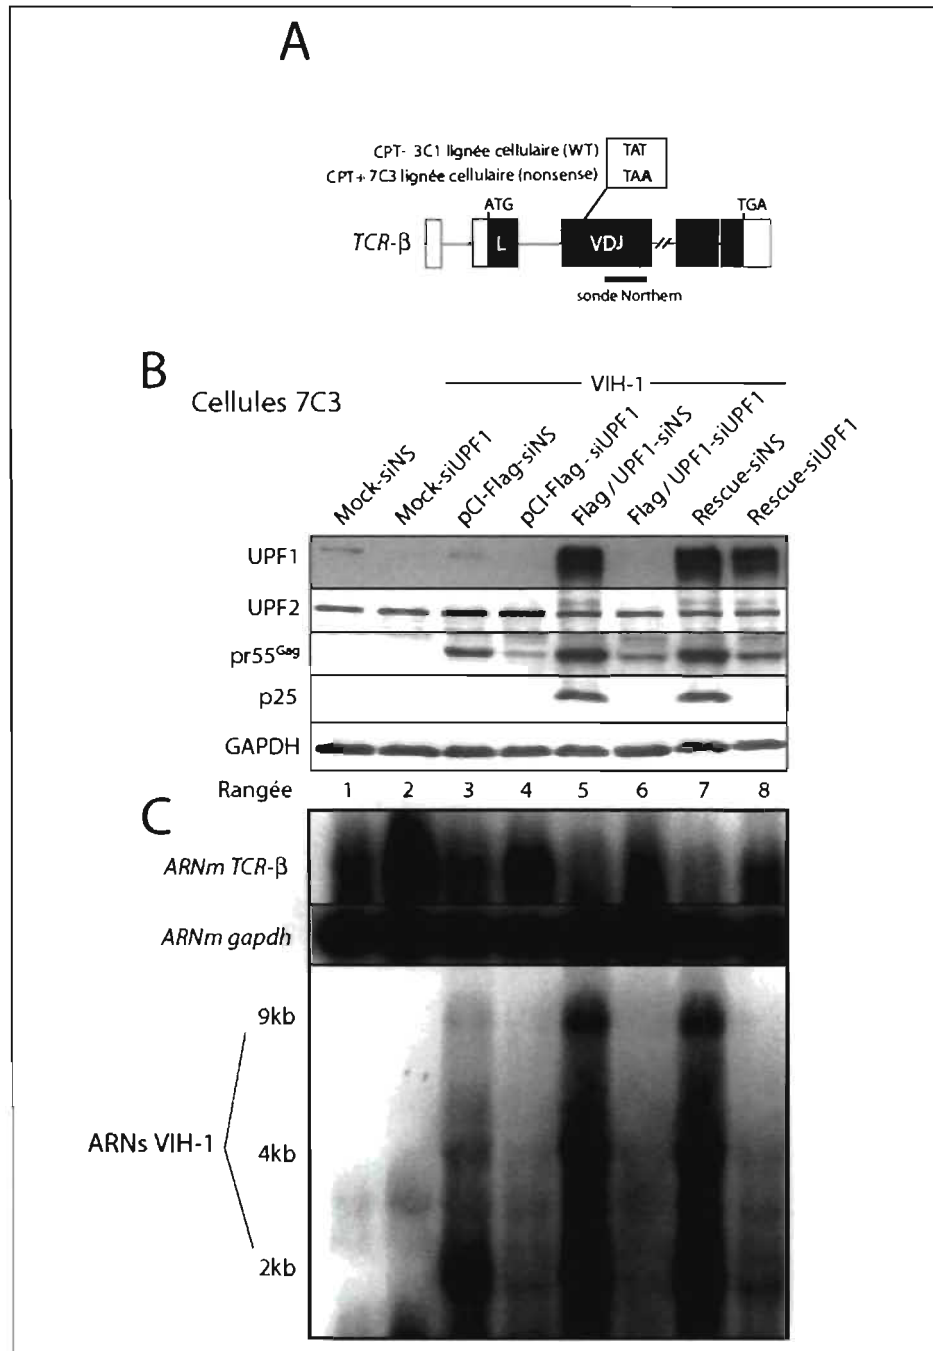 A
CPT- 3C1 lignée cellulaire (WT) TAT
CPT+ 7C3 lignée cellulaire (nonsense) TAA
ATG
TGA
TCR-β
L
VDJ
sonde Northern
B
VIH-1
Cellules 7C3
Mock-siNS
Mock-siUPF1
pCI-Flag-siNS
pCI-Flag - siUPF1
Flag / UPF1-siNS
Flag / UPF1-siUPF1
Rescue-siNS
Rescue-siUPF1
UPF1
UPF2
pr55Gag
p25
GAPDH
Rangée 1 2 3 4 5 6 7 8
C
ARNm TCR-β
ARNm gapdh
9kb
ARNs VIH-1
4kb
2kb